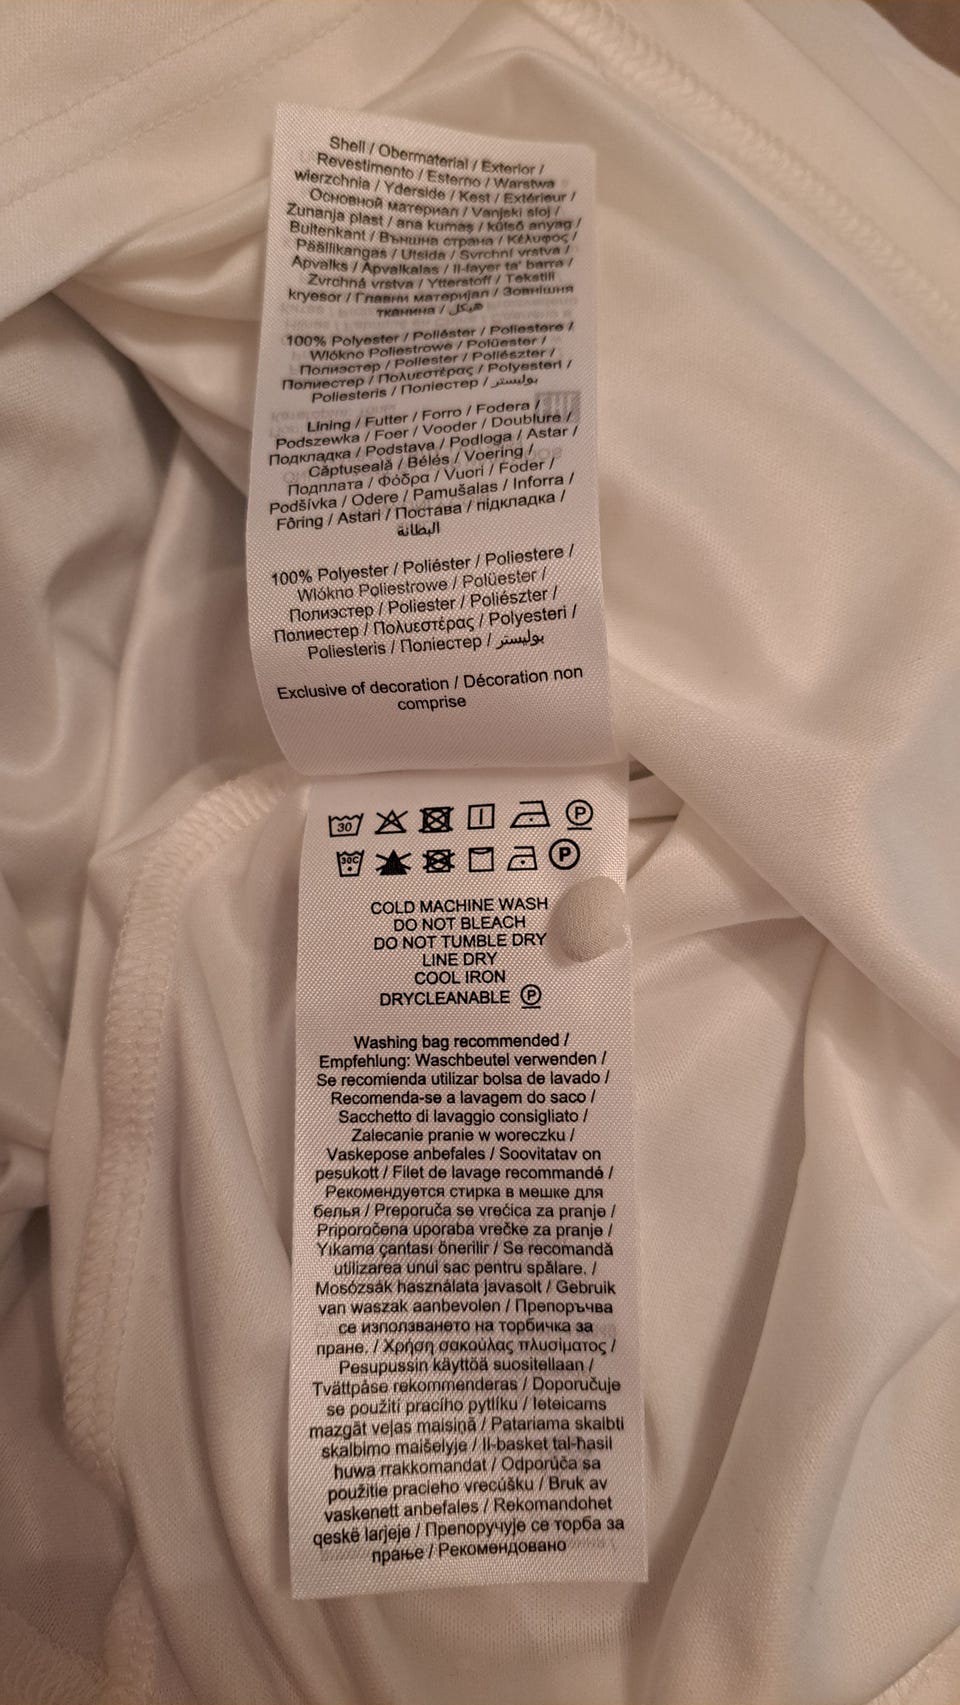 Shell / Obermaterial / Exterior /
Revestimento / Esterno / Warstwa
wierzchnia / Yderside / Kest / Extérieur /
Основной материал / Vanjski sloj /
Zunanja plast / ana kumaş / külső anyag /
Buitenkant / Външна страна / Κέλυφος /
Päällikangas / Utsida / Svrchní vrstva /
Apvalks / Apvalkalas / Il-layer ta' barra /
Zvrchná vrstva / Ytterstoff / Tekstili
kryesor / Главни материјал / Зовнішня
тканина / هيكل
100% Polyester / Poliéster / Poliestere /
Włókno Poliestrowe / Polüester /
Полиэстер / Poliester / Poliészter /
Полиестер / Πολυεστέρας / Polyesteri /
Poliesteris / Поліестер / بوليستر
Lining / Futter / Forro / Fodera /
Podszewka / Foer / Vooder / Doublure /
Подкладка / Podstava / Podloga / Astar /
Căptușeală / Bélés / Voering /
Подплата / Φόδρα / Vuori / Foder /
Podšívka / Odere / Pamušalas / Inforra /
Fôring / Astari / Постава / підкладка /
البطانة
100% Polyester / Poliéster / Poliestere /
Włókno Poliestrowe / Polüester /
Полиэстер / Poliester / Poliészter /
Полиестер / Πολυεστέρας / Polyesteri /
Poliesteris / Поліестер / بوليستر
Exclusive of decoration / Décoration non
comprise
30 P
30C P
COLD MACHINE WASH
DO NOT BLEACH
DO NOT TUMBLE DRY
LINE DRY
COOL IRON
DRYCLEANABLE P
Washing bag recommended /
Empfehlung: Waschbeutel verwenden /
Se recomienda utilizar bolsa de lavado /
Recomenda-se a lavagem do saco /
Sacchetto di lavaggio consigliato /
Zalecanie pranie w woreczku /
Vaskepose anbefales / Soovitatav on
pesukott / Filet de lavage recommandé /
Рекомендуется стирка в мешке для
белья / Preporuča se vrećica za pranje /
Priporočena uporaba vrečke za pranje /
Yıkama çantası önerilir / Se recomandă
utilizarea unui sac pentru spălare. /
Mosózsák használata javasolt / Gebruik
van waszak aanbevolen / Препоръчва
се използването на торбичка за
пране. / Χρήση σακούλας πλυσίματος /
Pesupussin käyttöä suositellaan /
Tvättpåse rekommenderas / Doporučuje
se použití pracího pytlíku / Ieteicams
mazgāt veļas maisiņā / Patariama skalbti
skalbimo maišelyje / Il-basket tal-ħasil
huwa rrakkomandat / Odporúča sa
použitie pracieho vrecúšku / Bruk av
vaskenett anbefales / Rekomandohet
qeskë larjeje / Препоручује се торба за
прање / Рекомендовано